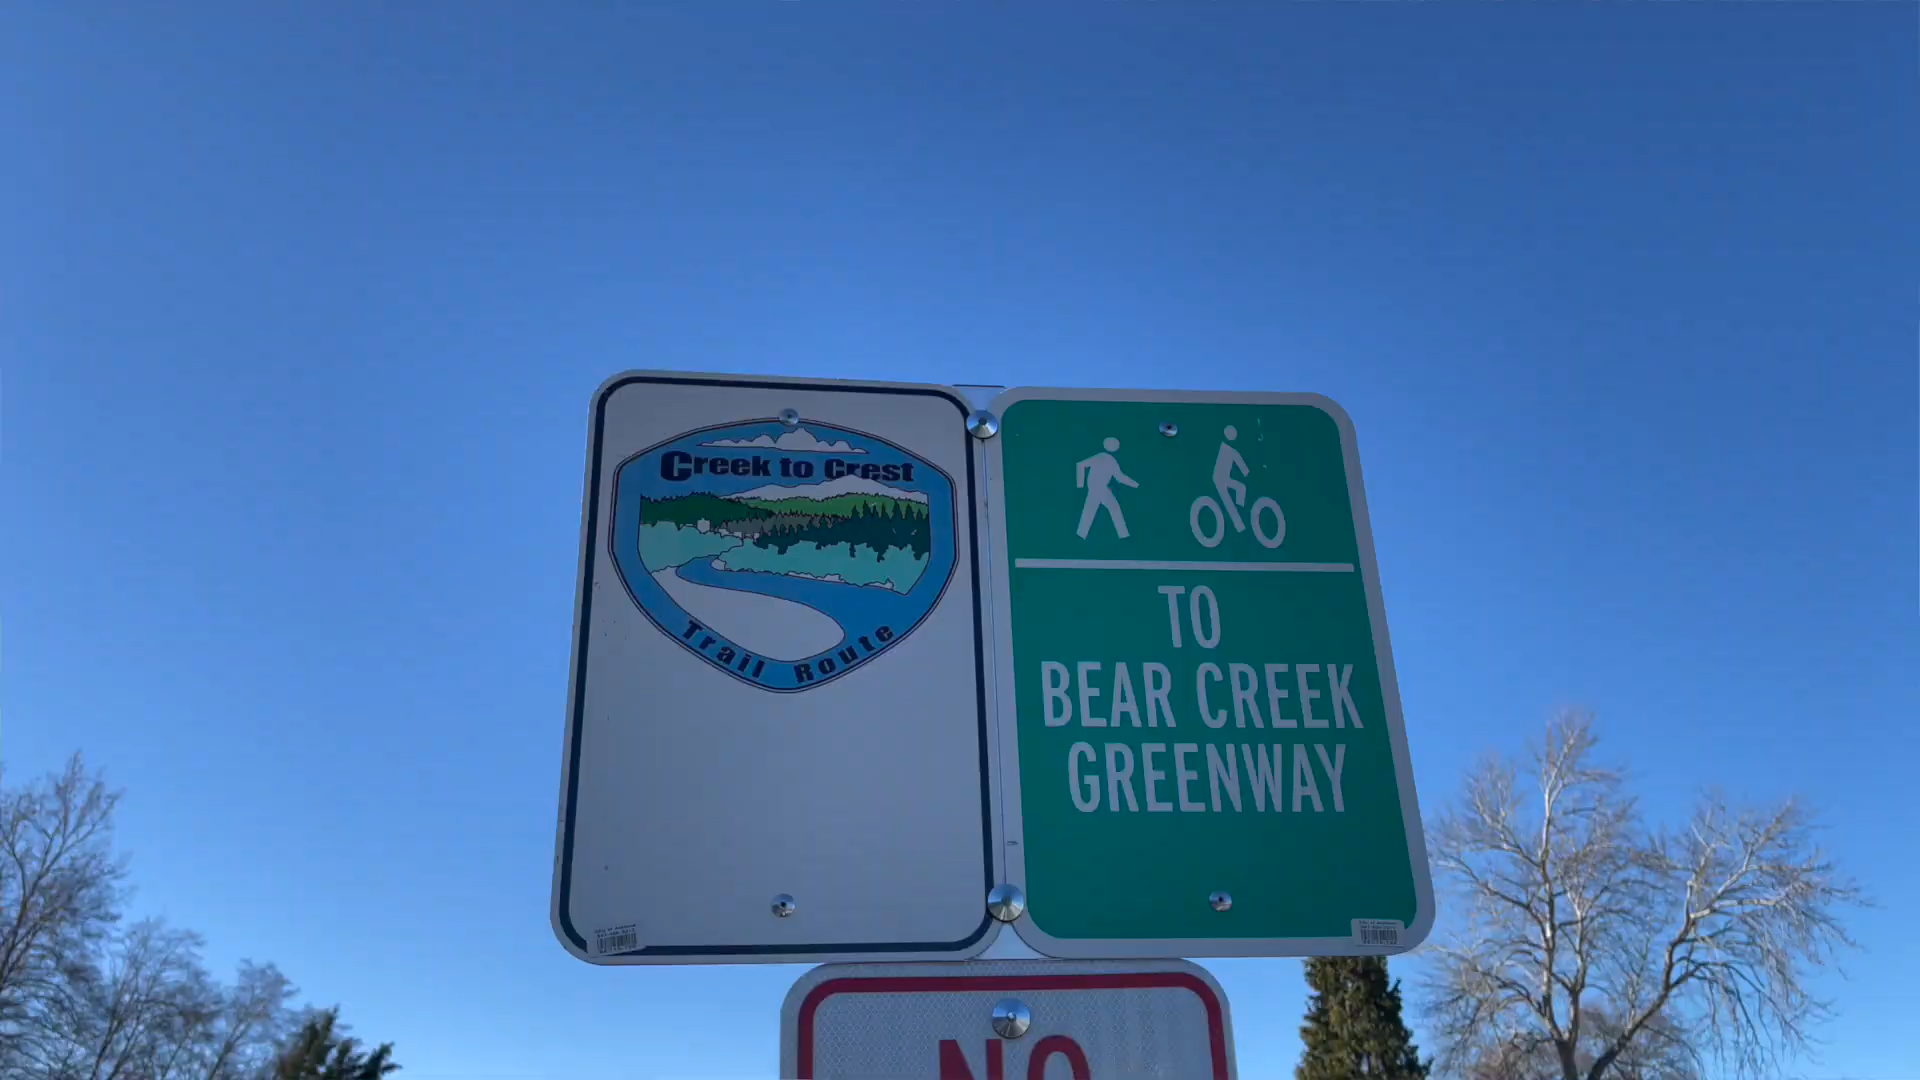 Creek to Crest
Trail Route
TO
BEAR CREEK
GREENWAY
NO